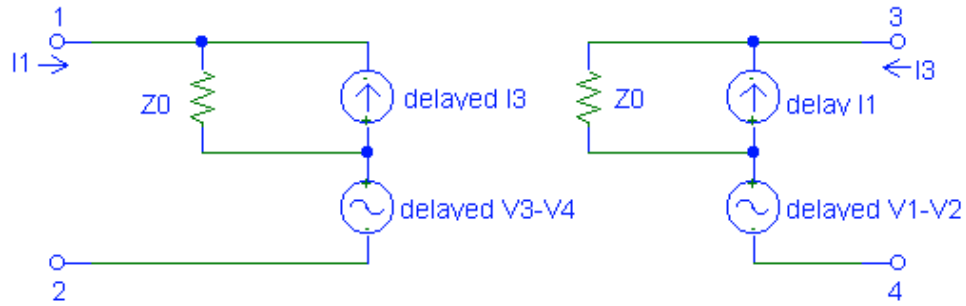 1
3
I1
I3
Z0
delayed I3
Z0
delay I1
delayed V3-V4
delayed V1-V2
2
4